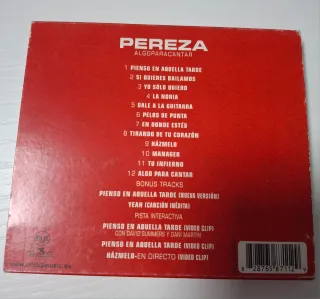 PEREZA
ALGOPARACANTAR
1 PIENSO EN AQUELLA TARDE
2 SI QUIERES BAILAMOS
3 YO SÓLO QUIERO
4 LA NORIA
5 DALE A LA GUITARRA
6 PELOS DE PUNTA
7 EN DONDE ESTÉS
8 TIRANDO DE TU CORAZÓN
9 HÁZMELO
10 MANAGER
11 TU INFIERNO
12 ALGO PARA CANTAR
BONUS TRACKS
PIENSO EN AQUELLA TARDE (NUEVA VERSIÓN)
YEAH (CANCIÓN INÉDITA)
PISTA INTERACTIVA
PIENSO EN AQUELLA TARDE (VIDEO CLIP)
CON DAVID SUMMERS Y DANI MARTÍN
PIENSO EN AQUELLA TARDE (VIDEO CLIP)
HÁZMELO-EN DIRECTO (VIDEO CLIP)